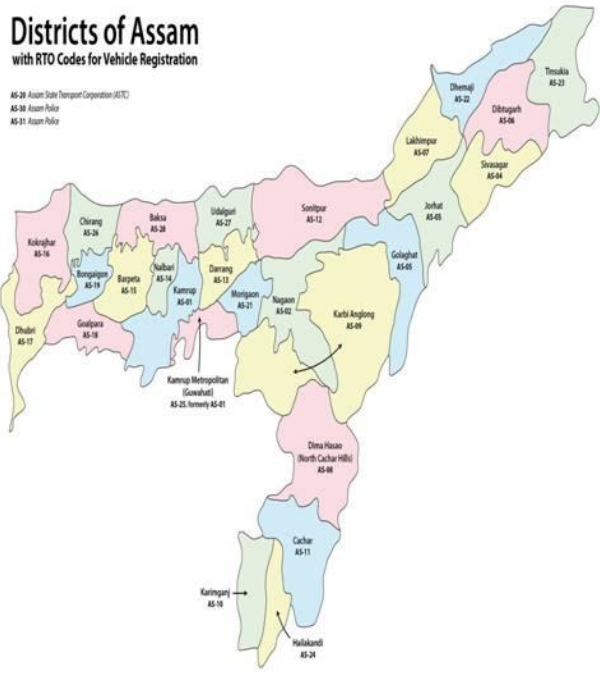 Districts of Assam
with RTO Codes for Vehicle Registration
AS-20 Assam State Transport Corporation (ASTC)
AS-30 Assam Police
AS-31 Assam Police
Tinsukia
AS-23
Dhemaji
AS-22
Dibtugarh
AS-06
Lakhimpur
AS-07
Sivasagar
AS-04
Jorhat
AS-05
Sonitpur
AS-12
Udalguri
AS-27
Baksa
AS-28
Chirang
AS-26
Kokrajhar
AS-16
Golaghat
AS-05
Bongaigon
AS-19
Barpeta
AS-15
Nalbari
AS-14
Kamrup
AS-01
Darrang
AS-13
Morigaon
AS-21
Nagaon
AS-02
Karbi Anglong
AS-09
Dhubri
AS-17
Goalpara
AS-18
Kamrup Metropolitan
(Guwahati)
AS-25, formerly AS-01
Dima Hasao
(North Cachar Hills)
AS-08
Cachar
AS-11
Karimganj
AS-10
Hailakandi
AS-24